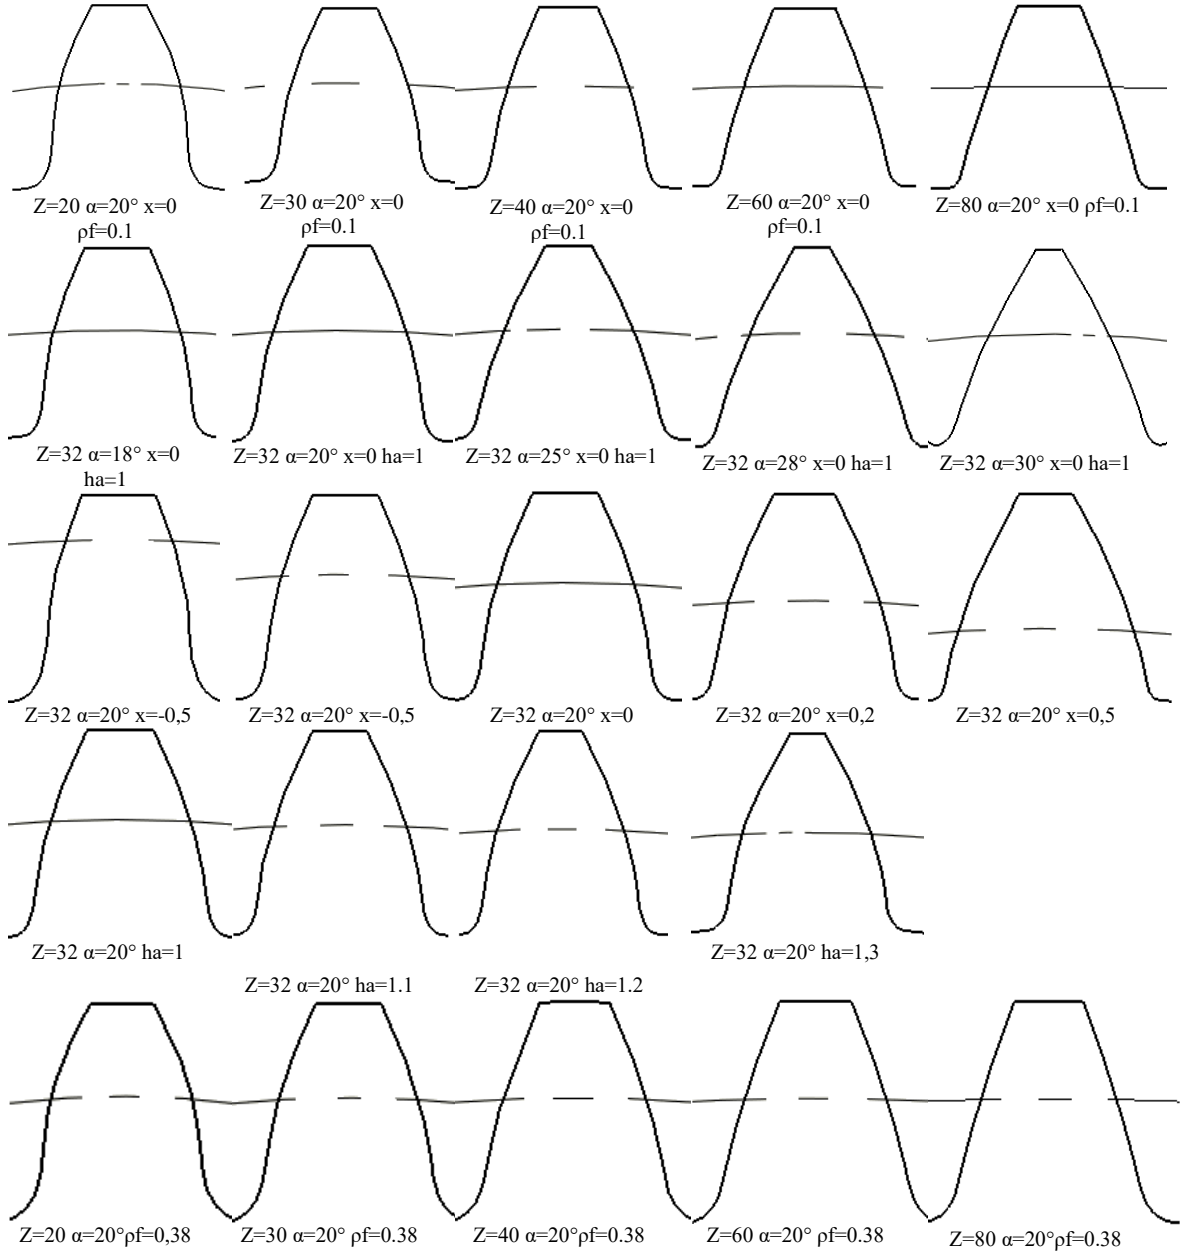 Z=20 α=20° x=0
ρf=0.1
Z=30 α=20° x=0
ρf=0.1
Z=40 α=20° x=0
ρf=0.1
Z=60 α=20° x=0
ρf=0.1
Z=80 α=20° x=0 ρf=0.1
Z=32 α=18° x=0
ha=1
Z=32 α=20° x=0 ha=1
Z=32 α=25° x=0 ha=1
Z=32 α=28° x=0 ha=1
Z=32 α=30° x=0 ha=1
Z=32 α=20° x=-0,5
Z=32 α=20° x=-0,5
Z=32 α=20° x=0
Z=32 α=20° x=0,2
Z=32 α=20° x=0,5
Z=32 α=20° ha=1
Z=32 α=20° ha=1.1
Z=32 α=20° ha=1.2
Z=32 α=20° ha=1,3
Z=20 α=20°ρf=0,38
Z=30 α=20° ρf=0.38
Z=40 α=20°ρf=0.38
Z=60 α=20° ρf=0.38
Z=80 α=20°ρf=0.38